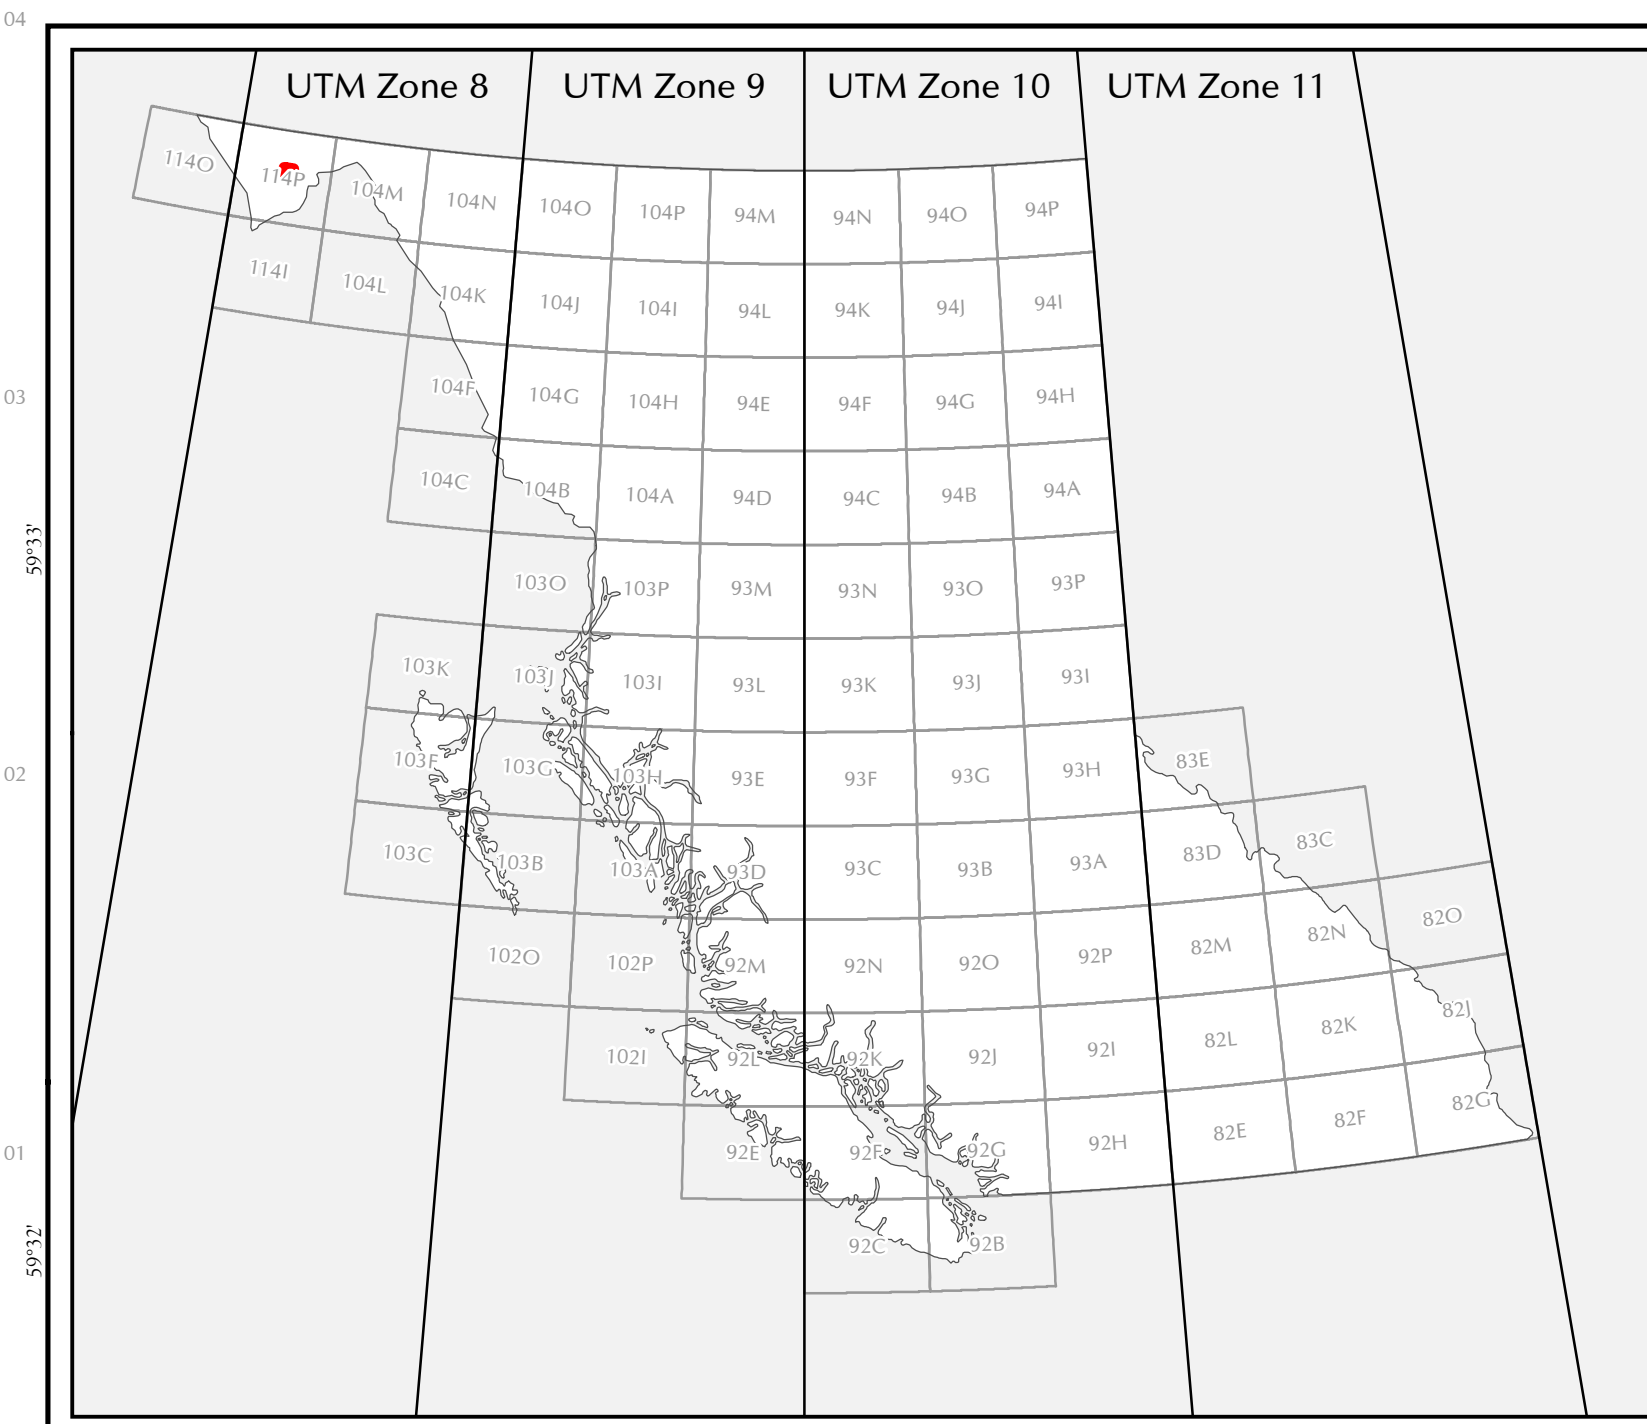 04
UTM Zone 8 UTM Zone 9 UTM Zone 10 UTM Zone 11
114O 114P 104M 104N 104O 104P 94M 94N 94O 94P
114I 104L 104K 104J 104I 94L 94K 94J 94I
03
104F 104G 104H 94E 94F 94G 94H
104C 104B 104A 94D 94C 94B 94A
59°33'
103O 103P 93M 93N 93O 93P
103K 103J 103I 93L 93K 93J 93I
02
103F 103G 103H 93E 93F 93G 93H 83E
103C 103B 103A 93D 93C 93B 93A 83D 83C
102O 102P 92M 92N 92O 92P 82M 82N 82O
102I 92L 92K 92J 92I 82L 82K 82J
01
92E 92F 92G 92H 82E 82F 82G
59°32'
92C 92B